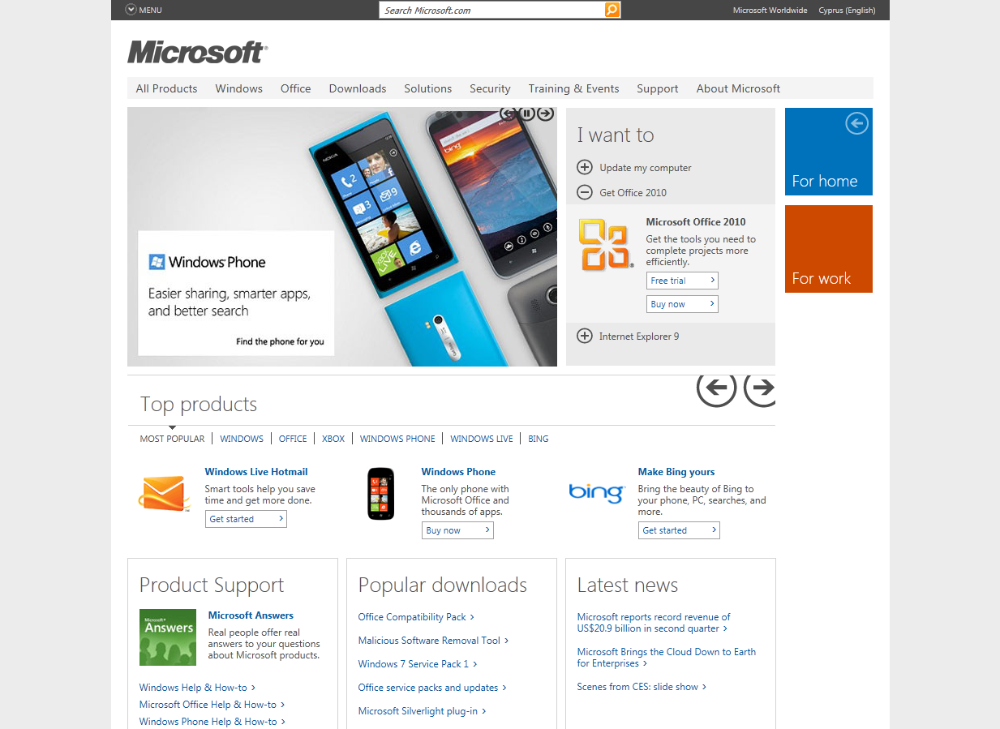 MENU
Search Microsoft.com
Microsoft Worldwide
Cyprus (English)
Microsoft®
All Products
Windows
Office
Downloads
Solutions
Security
Training & Events
Support
About Microsoft
NOKIA
bing
2
3
9
Windows® Phone
Easier sharing, smarter apps,
and better search
Find the phone for you
I want to
Update my computer
Get Office 2010
Microsoft Office 2010
Get the tools you need to
complete projects more
efficiently.
Free trial ›
Buy now ›
Internet Explorer 9
For home
For work
Top products
MOST POPULAR
WINDOWS
OFFICE
XBOX
WINDOWS PHONE
WINDOWS LIVE
BING
Windows Live Hotmail
Smart tools help you save
time and get more done.
Get started ›
Windows Phone
The only phone with
Microsoft Office and
thousands of apps.
Buy now ›
bing™
Make Bing yours
Bring the beauty of Bing to
your phone, PC, searches, and
more.
Get started ›
Product Support
Microsoft®
Answers
Microsoft Answers
Real people offer real
answers to your questions
about Microsoft products.
Windows Help & How-to ›
Microsoft Office Help & How-to ›
Windows Phone Help & How-to ›
Popular downloads
Office Compatibility Pack ›
Malicious Software Removal Tool ›
Windows 7 Service Pack 1 ›
Office service packs and updates ›
Microsoft Silverlight plug-in ›
Latest news
Microsoft reports record revenue of
US$20.9 billion in second quarter ›
Microsoft Brings the Cloud Down to Earth
for Enterprises ›
Scenes from CES: slide show ›